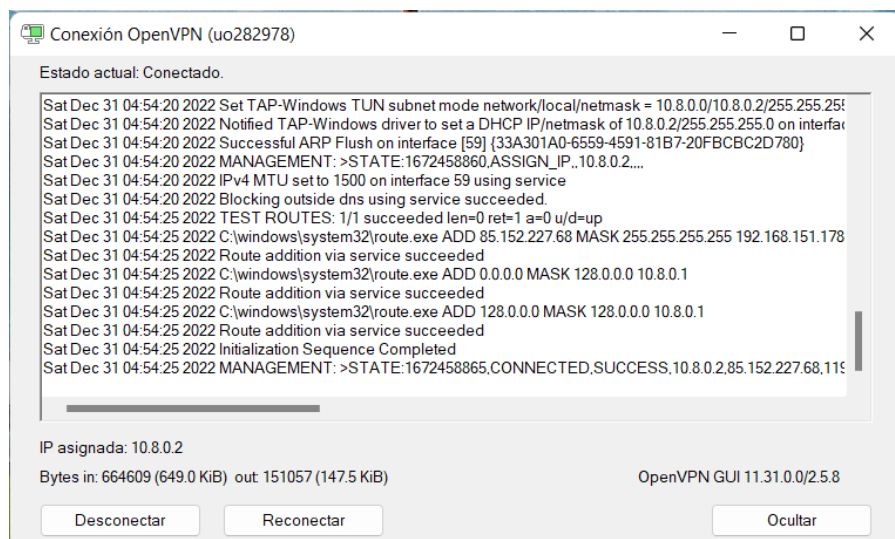 Conexión OpenVPN (uo282978)
Estado actual: Conectado.
Sat Dec 31 04:54:20 2022 Set TAP-Windows TUN subnet mode network/local/netmask = 10.8.0.0/10.8.0.2/255.255.255
Sat Dec 31 04:54:20 2022 Notified TAP-Windows driver to set a DHCP IP/netmask of 10.8.0.2/255.255.255.0 on interfac
Sat Dec 31 04:54:20 2022 Successful ARP Flush on interface [59] {33A301A0-6559-4591-81B7-20FBCBC2D780}
Sat Dec 31 04:54:20 2022 MANAGEMENT: >STATE:1672458860,ASSIGN_IP,,10.8.0.2,,,,
Sat Dec 31 04:54:20 2022 IPv4 MTU set to 1500 on interface 59 using service
Sat Dec 31 04:54:20 2022 Blocking outside dns using service succeeded.
Sat Dec 31 04:54:25 2022 TEST ROUTES: 1/1 succeeded len=0 ret=1 a=0 u/d=up
Sat Dec 31 04:54:25 2022 C:\windows\system32\route.exe ADD 85.152.227.68 MASK 255.255.255.255 192.168.151.178
Sat Dec 31 04:54:25 2022 Route addition via service succeeded
Sat Dec 31 04:54:25 2022 C:\windows\system32\route.exe ADD 0.0.0.0 MASK 128.0.0.0 10.8.0.1
Sat Dec 31 04:54:25 2022 Route addition via service succeeded
Sat Dec 31 04:54:25 2022 C:\windows\system32\route.exe ADD 128.0.0.0 MASK 128.0.0.0 10.8.0.1
Sat Dec 31 04:54:25 2022 Route addition via service succeeded
Sat Dec 31 04:54:25 2022 Initialization Sequence Completed
Sat Dec 31 04:54:25 2022 MANAGEMENT: >STATE:1672458865,CONNECTED,SUCCESS,10.8.0.2,85.152.227.68,119
IP asignada: 10.8.0.2
Bytes in: 664609 (649.0 KiB) out: 151057 (147.5 KiB)
OpenVPN GUI 11.31.0.0/2.5.8
Desconectar
Reconectar
Ocultar